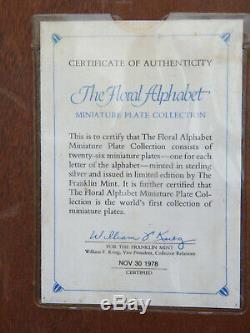 CERTIFICATE OF AUTHENTICITY
The Floral Alphabet
MINIATURE PLATE COLLECTION
This is to certify that The Floral Alphabet
Miniature Plate Collection consists of
twenty-six miniature plates—one for each
letter of the alphabet—minted in sterling
silver and issued in limited edition by The
Franklin Mint. It is further certified that
The Floral Alphabet Miniature Plate Col-
lection is the world's first collection of
miniature plates.
FOR THE FRANKLIN MINT
William F. Krieg, Vice President, Collector Relations
NOV 30 1978
CERTIFIED